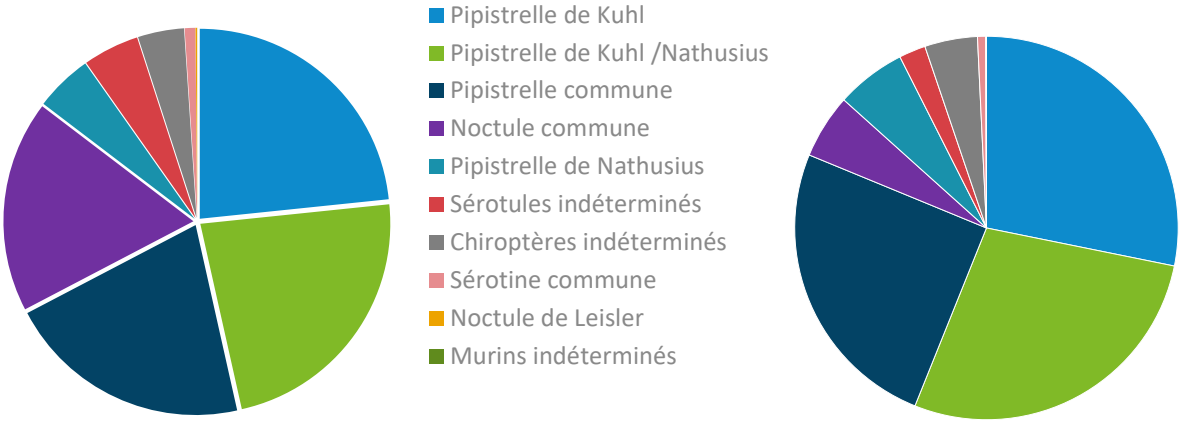 Pipistrelle de Kuhl
Pipistrelle de Kuhl /Nathusius
Pipistrelle commune
Noctule commune
Pipistrelle de Nathusius
Sérotules indéterminés
Chiroptères indéterminés
Sérotine commune
Noctule de Leisler
Murins indéterminés